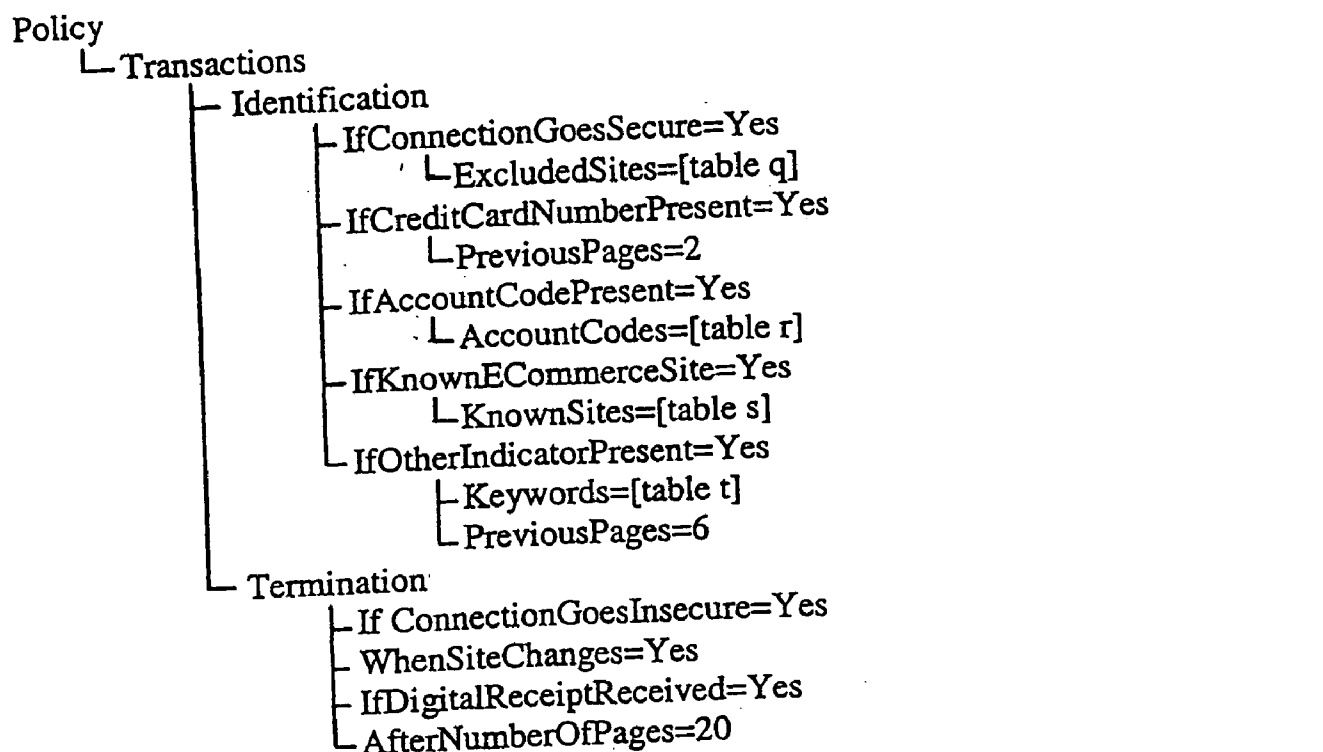 Policy
Transactions
Identification
IfConnectionGoesSecure=Yes
ExcludedSites=[table q]
IfCreditCardNumberPresent=Yes
PreviousPages=2
IfAccountCodePresent=Yes
AccountCodes=[table r]
IfKnownECommerceSite=Yes
KnownSites=[table s]
IfOtherIndicatorPresent=Yes
Keywords=[table t]
PreviousPages=6
Termination
If ConnectionGoesInsecure=Yes
WhenSiteChanges=Yes
IfDigitalReceiptReceived=Yes
AfterNumberOfPages=20